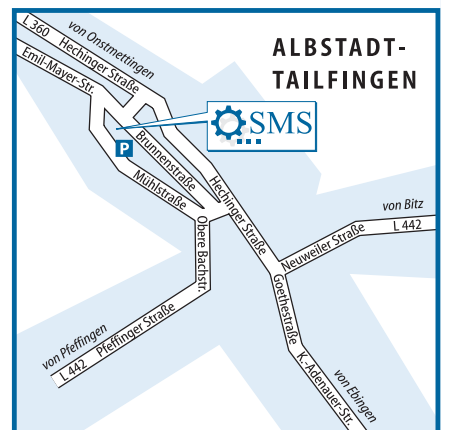 L 360
von Onstmettingen
Hechinger Straße
Emil-Mayer-Str.
ALBSTADT-
TAILFINGEN
SMS
P
Brunnenstraße
Mühlstraße
Hechinger Straße
von Bitz
Neuweiler Straße
L 442
Obere Bachstr.
Goethestraße
von Pfeffingen
L 442
Pfeffinger Straße
K.-Adenauer-Str.
von Ebingen